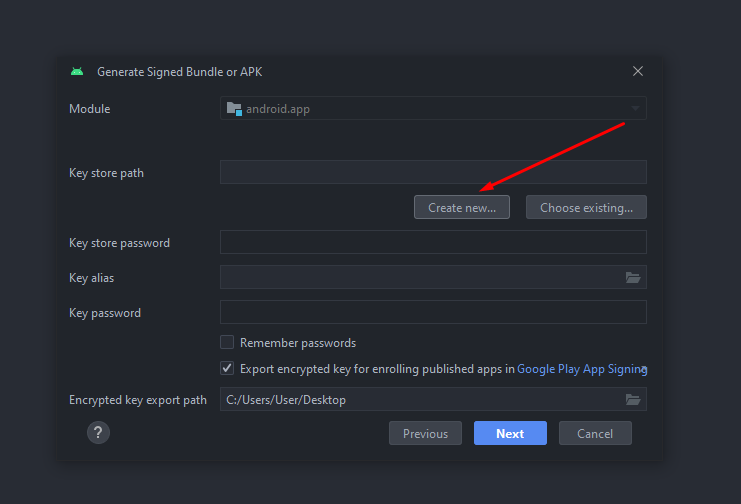 Generate Signed Bundle or APK
Module
android.app
Key store path
Create new... Choose existing...
Key store password
Key alias
Key password
Remember passwords
Export encrypted key for enrolling published apps in Google Play App Signing
Encrypted key export path
C:/Users/User/Desktop
? Previous Next Cancel